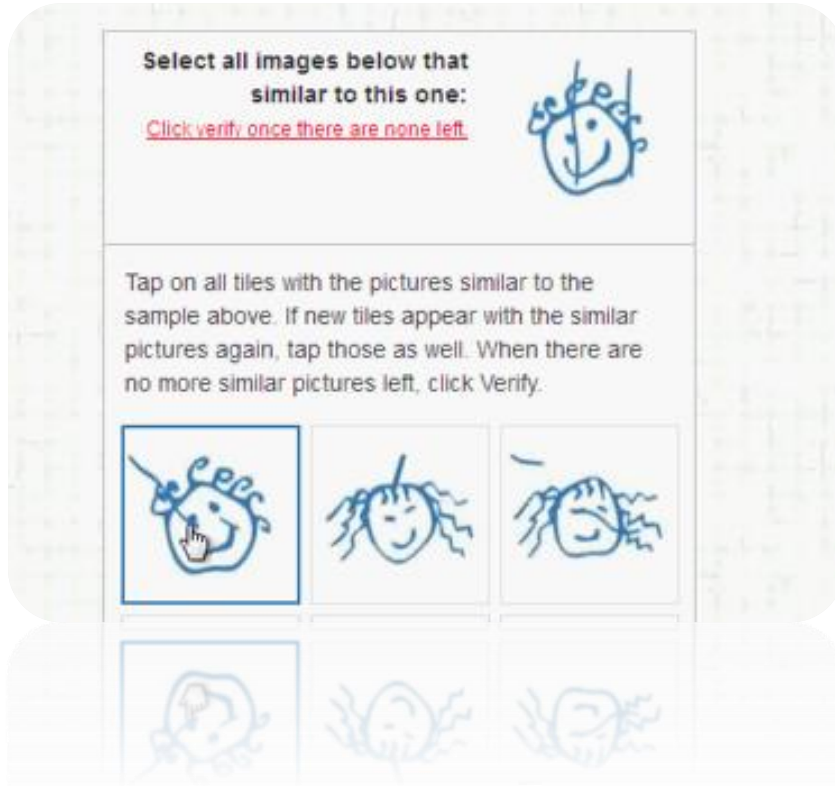 Select all images below that
similar to this one:
Click verify once there are none left.
Tap on all tiles with the pictures similar to the
sample above. If new tiles appear with the similar
pictures again, tap those as well. When there are
no more similar pictures left, click Verify.